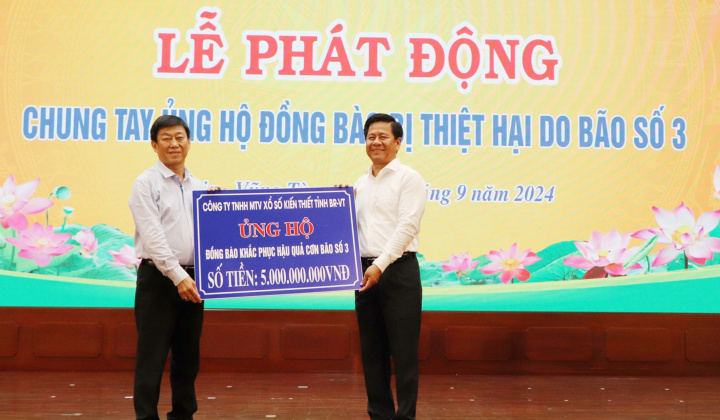 LỄ PHÁT ĐỘNG
CHUNG TAY ỦNG HỘ ĐỒNG BÀO BỊ THIỆT HẠI DO BÃO SỐ 3
Vũng 9 năm 2024
CÔNG TY TNHH MTV XỔ SỐ KIẾN THIẾT TỈNH BR-VT
ỦNG HỘ
ĐỒNG BÀO KHẮC PHỤC HẬU QUẢ CƠN BÃO SỐ 3
SỐ TIỀN: 5.000.000.000VNĐ